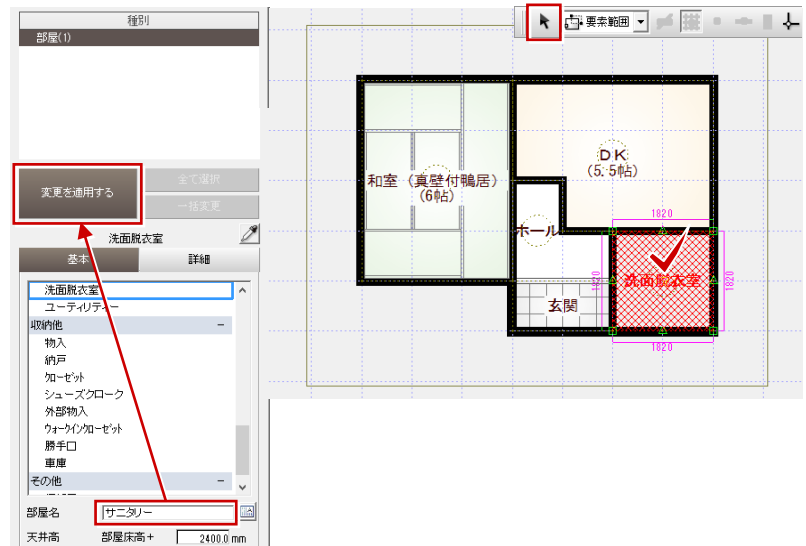 種別
部屋(1)
変更を適用する
全て選択
一括変更
洗面脱衣室
基本
詳細
洗面脱衣室
ユーティリティー
収納他
物入
納戸
クローゼット
シューズクローク
外部物入
ウォークインクローゼット
勝手口
車庫
その他
部屋名
サニタリー
天井高
部屋床高+
2400.0 mm
要素範囲
和室 (真壁付鴨居)
(6帖)
DK
(5.5帖)
ホール
玄関
洗面脱衣室
1820
1820
1820
1820